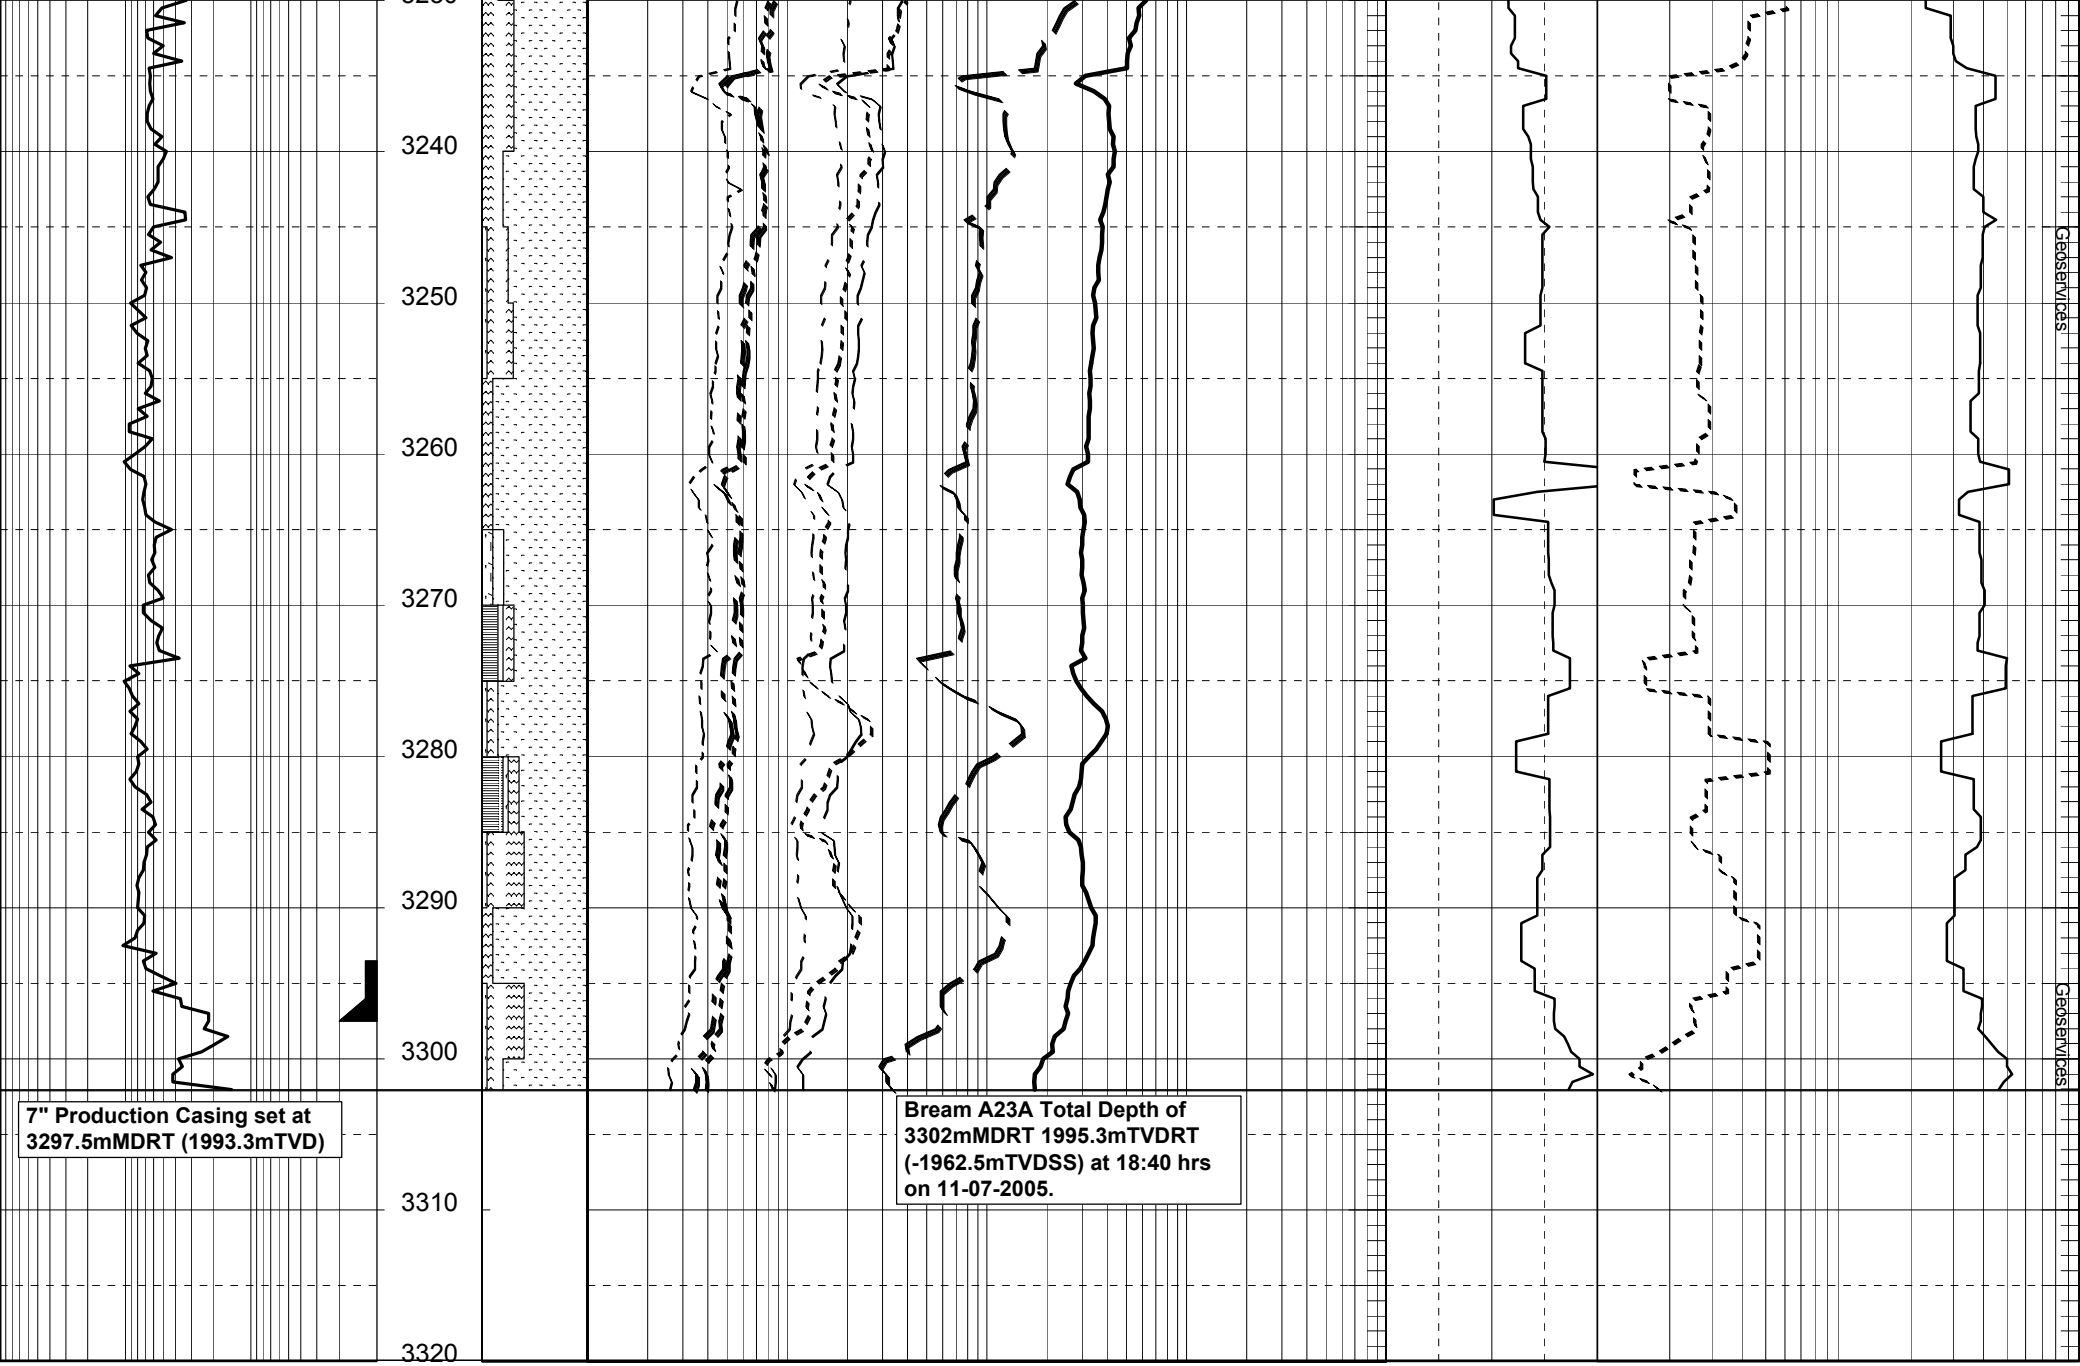 3240
Geoservices
3250
3260
3270
3280
3290
Geoservices
3300
7" Production Casing set at
3297.5mMDRT (1993.3mTVD)
Bream A23A Total Depth of
3302mMDRT 1995.3mTVDRT
(-1962.5mTVDSS) at 18:40 hrs
on 11-07-2005.
3310
3320